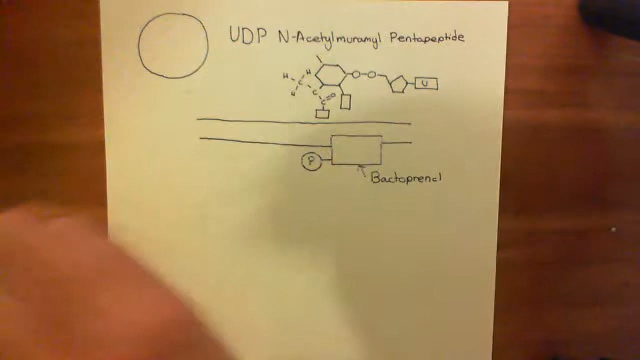 UDP N-Acetylmuramyl Pentapeptide
H H
C
H C
C O
O O U
P
Bactoprenol